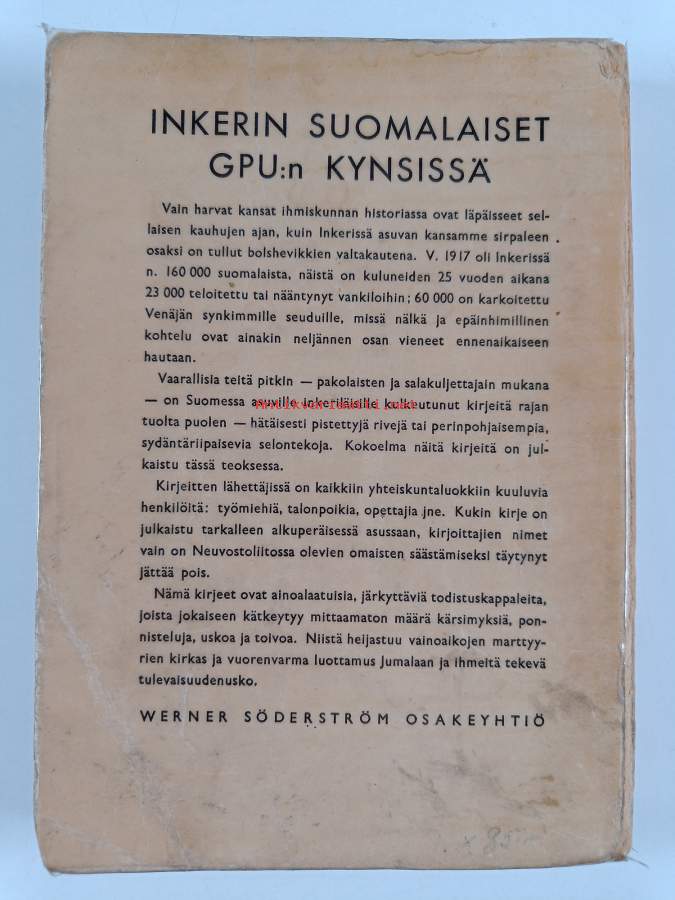 INKERIN SUOMALAISET
GPU:n KYNSISSÄ
Vain harvat kansat ihmiskunnan historiassa ovat läpäisseet sel-
laisen kauhujen ajan, kuin Inkerissä asuvan kansamme sirpaleen
osaksi on tullut bolshevikkien valtakautena. V. 1917 oli Inkerissä
n. 160 000 suomalaista, näistä on kuluneiden 25 vuoden aikana
23 000 teloitettu tai nääntynyt vankiloihin; 60 000 on karkoitettu
Venäjän synkimmille seuduille, missä nälkä ja epäinhimillinen
kohtelu ovat ainakin neljännen osan vieneet ennenaikaiseen
hautaan.
Vaarallisia teitä pitkin — pakolaisten ja salakuljettajain mukana
— on Suomessa asuville inkeriläisille kulkeutunut kirjeitä rajan
Antikvariaatti.net
tuolta puolen — hätäisesti pistettyjä rivejä tai perinpohjaisempia,
sydäntäriipaisevia selontekoja. Kokoelma näitä kirjeitä on jul-
kaistu tässä teoksessa.
Kirjeitten lähettäjissä on kaikkiin yhteiskuntaluokkiin kuuluvia
henkilöitä: työmiehiä, talonpoikia, opettajia jne. Kukin kirje on
julkaistu tarkalleen alkuperäisessä asussaan, kirjoittajien nimet
vain on Neuvostoliitossa olevien omaisten säästämiseksi täytynyt
jättää pois.
Nämä kirjeet ovat ainoalaatuisia, järkyttäviä todistuskappaleita,
joista jokaiseen kätkeytyy mittaamaton määrä kärsimyksiä, pon-
nisteluja, uskoa ja toivoa. Niistä heijastuu vainoaikojen marttyy-
rien kirkas ja vuorenvarma luottamus Jumalaan ja ihmeitä tekevä
tulevaisuudenusko.
WERNER SÖDERSTRÖM OSAKEYHTIÖ
x 85